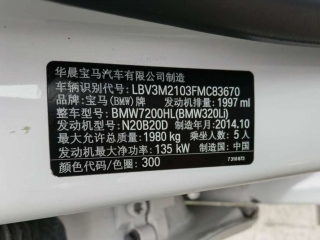 华晨宝马汽车有限公司制造
车辆识别代号: LBV3M2103FMC83670
品牌: 宝马(BMW)牌 发动机排量: 1997 ml
整车型号: BMW7200HL(BMW320Li)
发动机型号: N20B20D 制造年月: 2014.10
最大允许总质量: 1980 kg 乘坐人数: 5 人
发动机最大净功率: 135 kW 制造国: 中国
颜色代码/色圈: 300